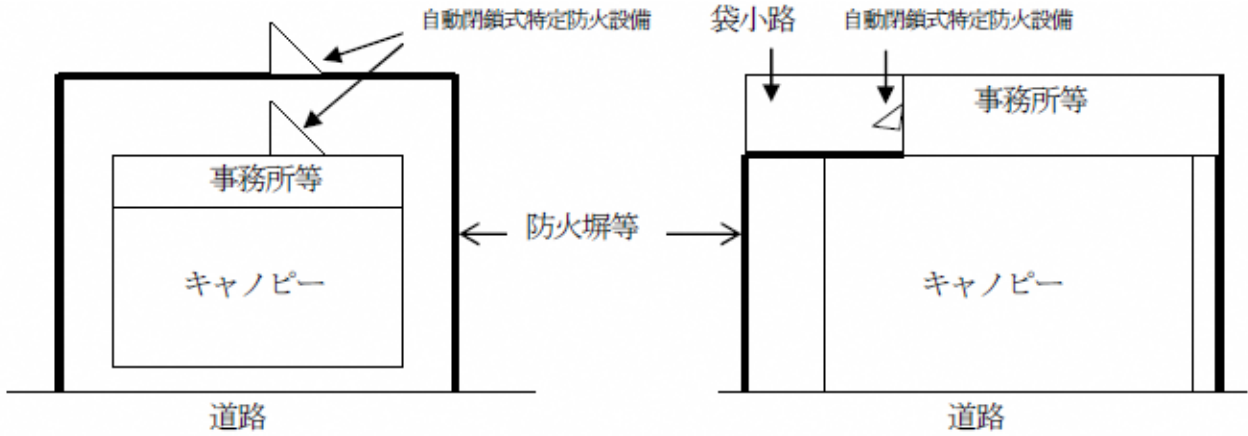 自動閉鎖式特定防火設備
袋小路
自動閉鎖式特定防火設備
事務所等
事務所等
防火塀等
キャノピー
キャノピー
道路
道路